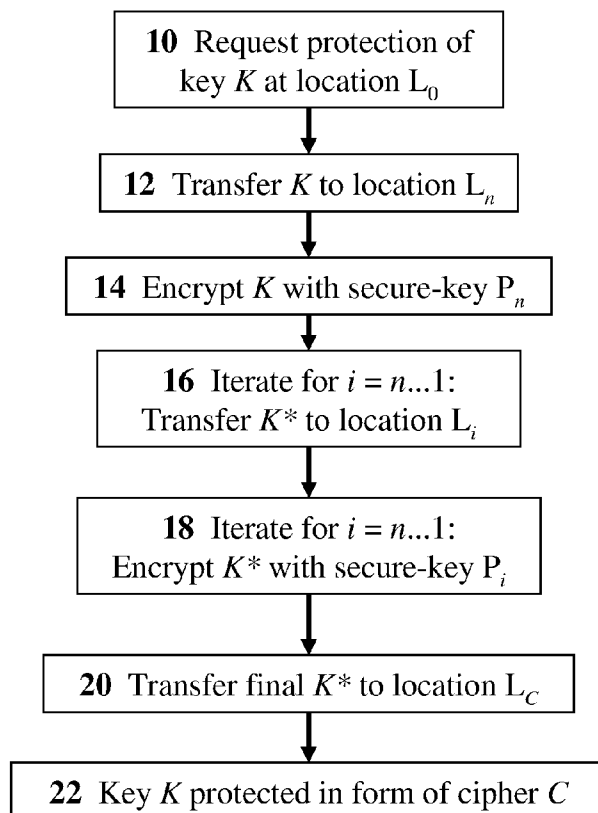 10 Request protection of
key K at location L₀
12 Transfer K to location Lₙ
14 Encrypt K with secure-key Pₙ
16 Iterate for i = n...1:
Transfer K* to location Lᵢ
18 Iterate for i = n...1:
Encrypt K* with secure-key Pᵢ
20 Transfer final K* to location L_C
22 Key K protected in form of cipher C